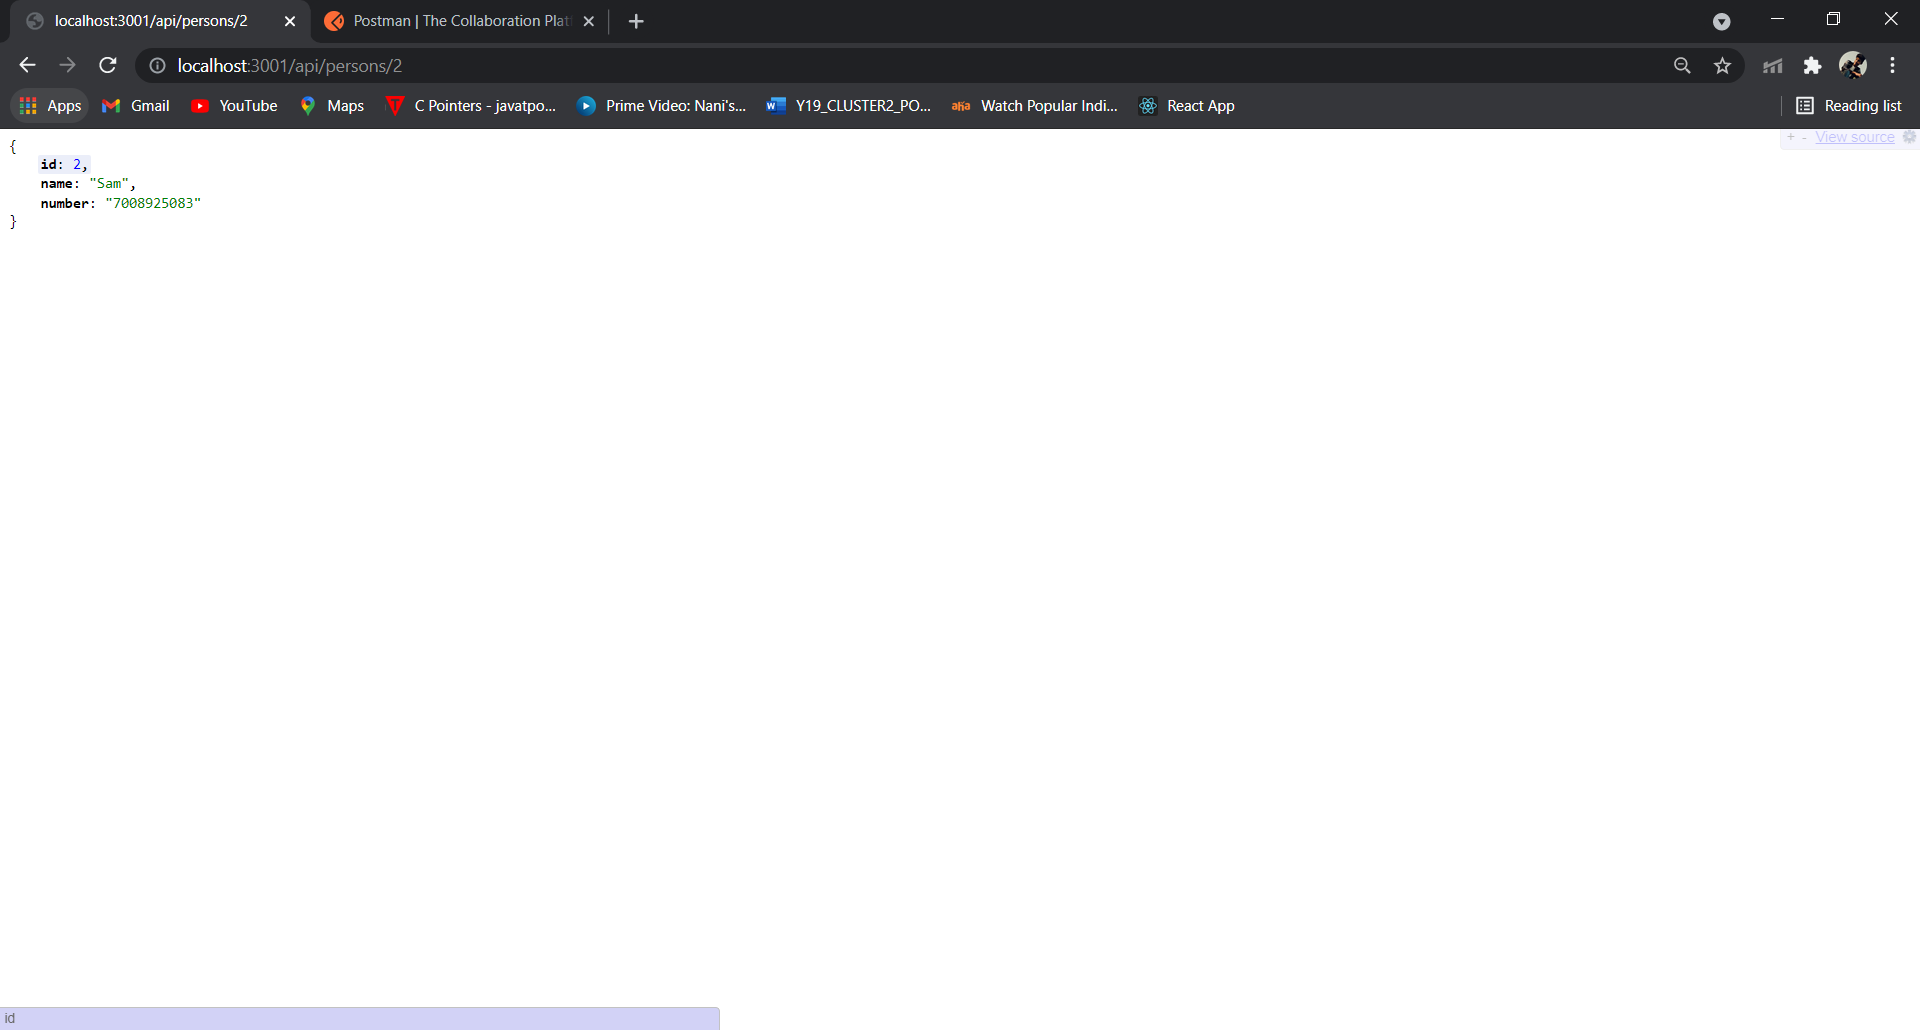 localhost:3001/api/persons/2
Postman | The Collaboration Plat
localhost:3001/api/persons/2
Apps Gmail YouTube Maps C Pointers - javatpo... Prime Video: Nani's... Y19_CLUSTER2_PO... aha Watch Popular Indi... React App Reading list
+ - View source
{
id: 2,
name: "Sam",
number: "7008925083"
}
id